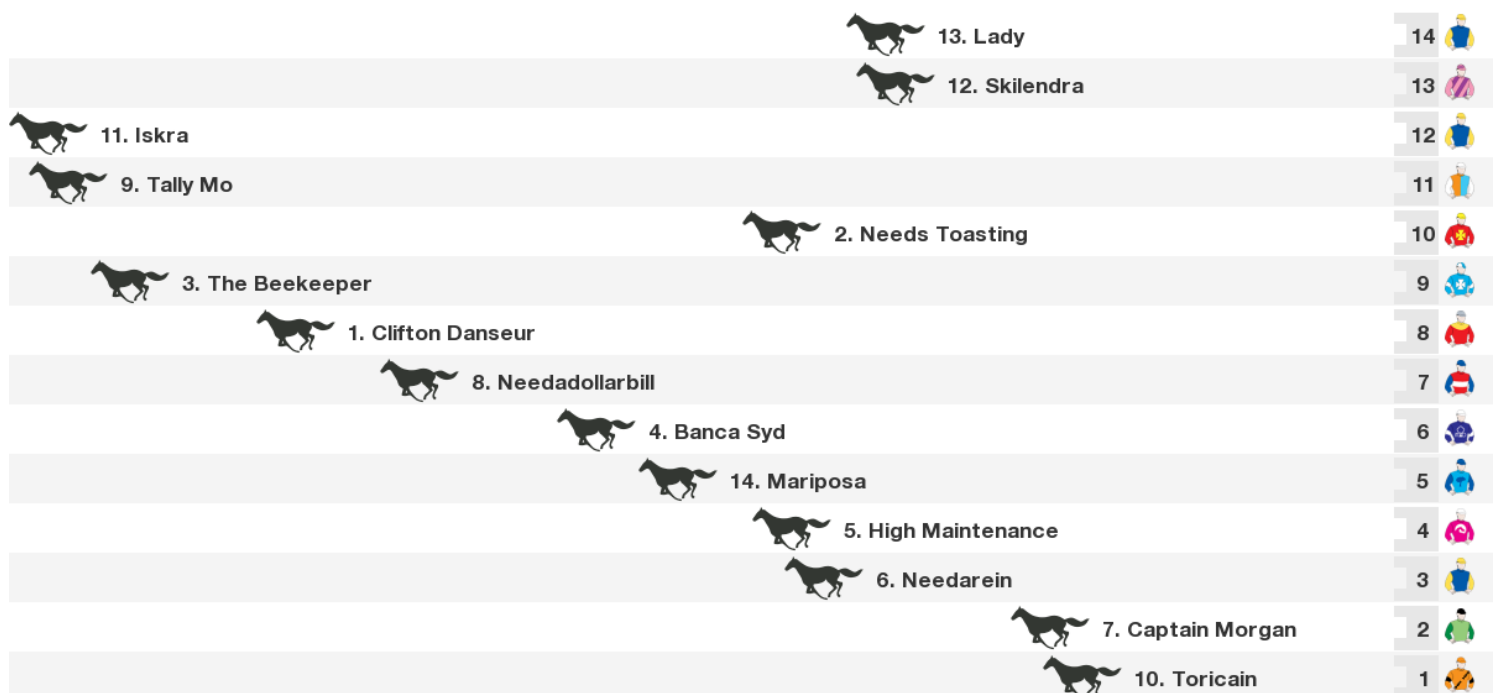 13. Lady 14
12. Skilendra 13
11. Iskra 12
9. Tally Mo 11
2. Needs Toasting 10
3. The Beekeeper 9
1. Clifton Danseur 8
8. Needadollarbill 7
4. Banca Syd 6
14. Mariposa 5
5. High Maintenance 4
6. Needarein 3
7. Captain Morgan 2
10. Toricain 1